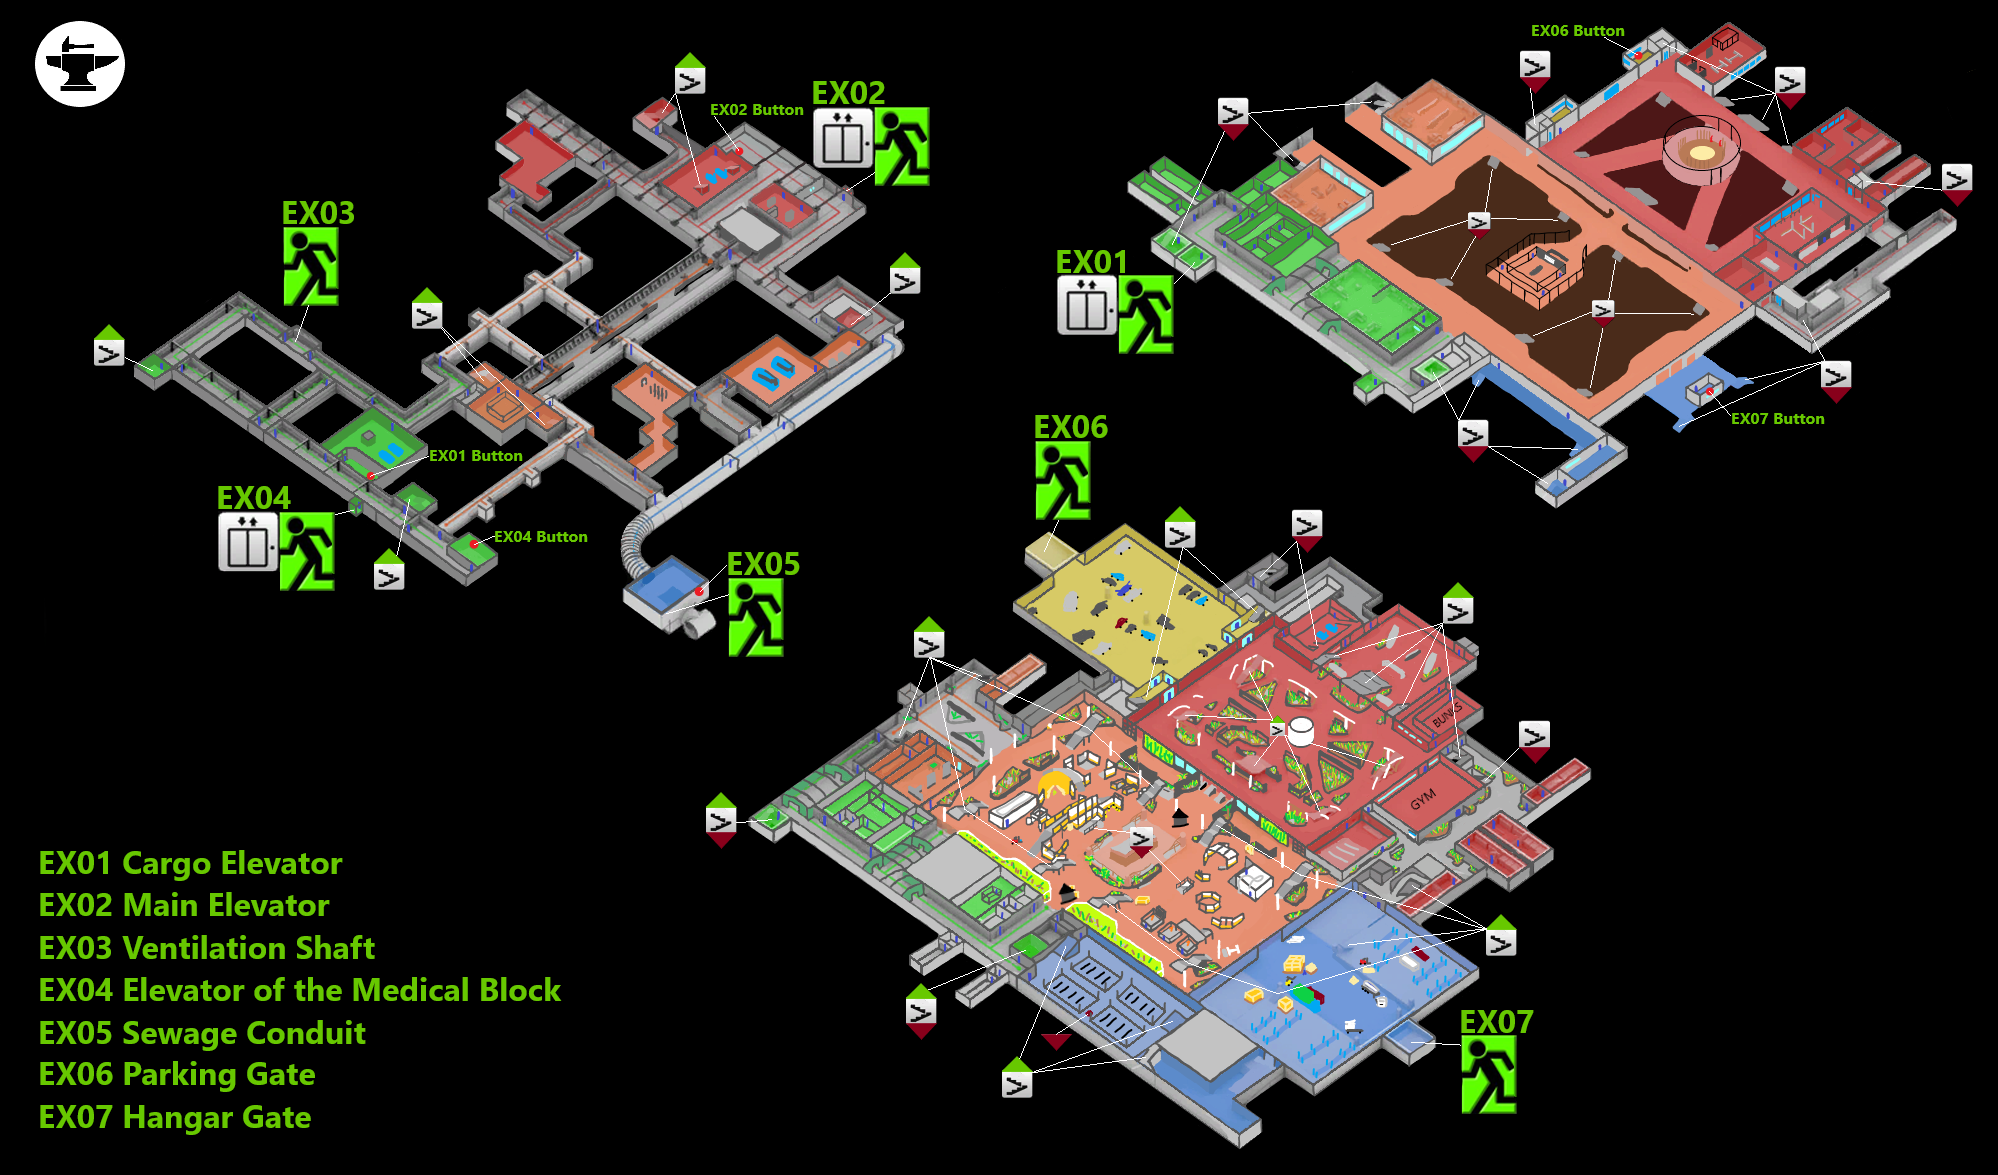 EX06 Button
EX02
EX02 Button
EX03
EX01
EX07 Button
EX06
EX01 Button
EX04
EX04 Button
EX05
BUNKS
GYM
EX07
EX01 Cargo Elevator
EX02 Main Elevator
EX03 Ventilation Shaft
EX04 Elevator of the Medical Block
EX05 Sewage Conduit
EX06 Parking Gate
EX07 Hangar Gate